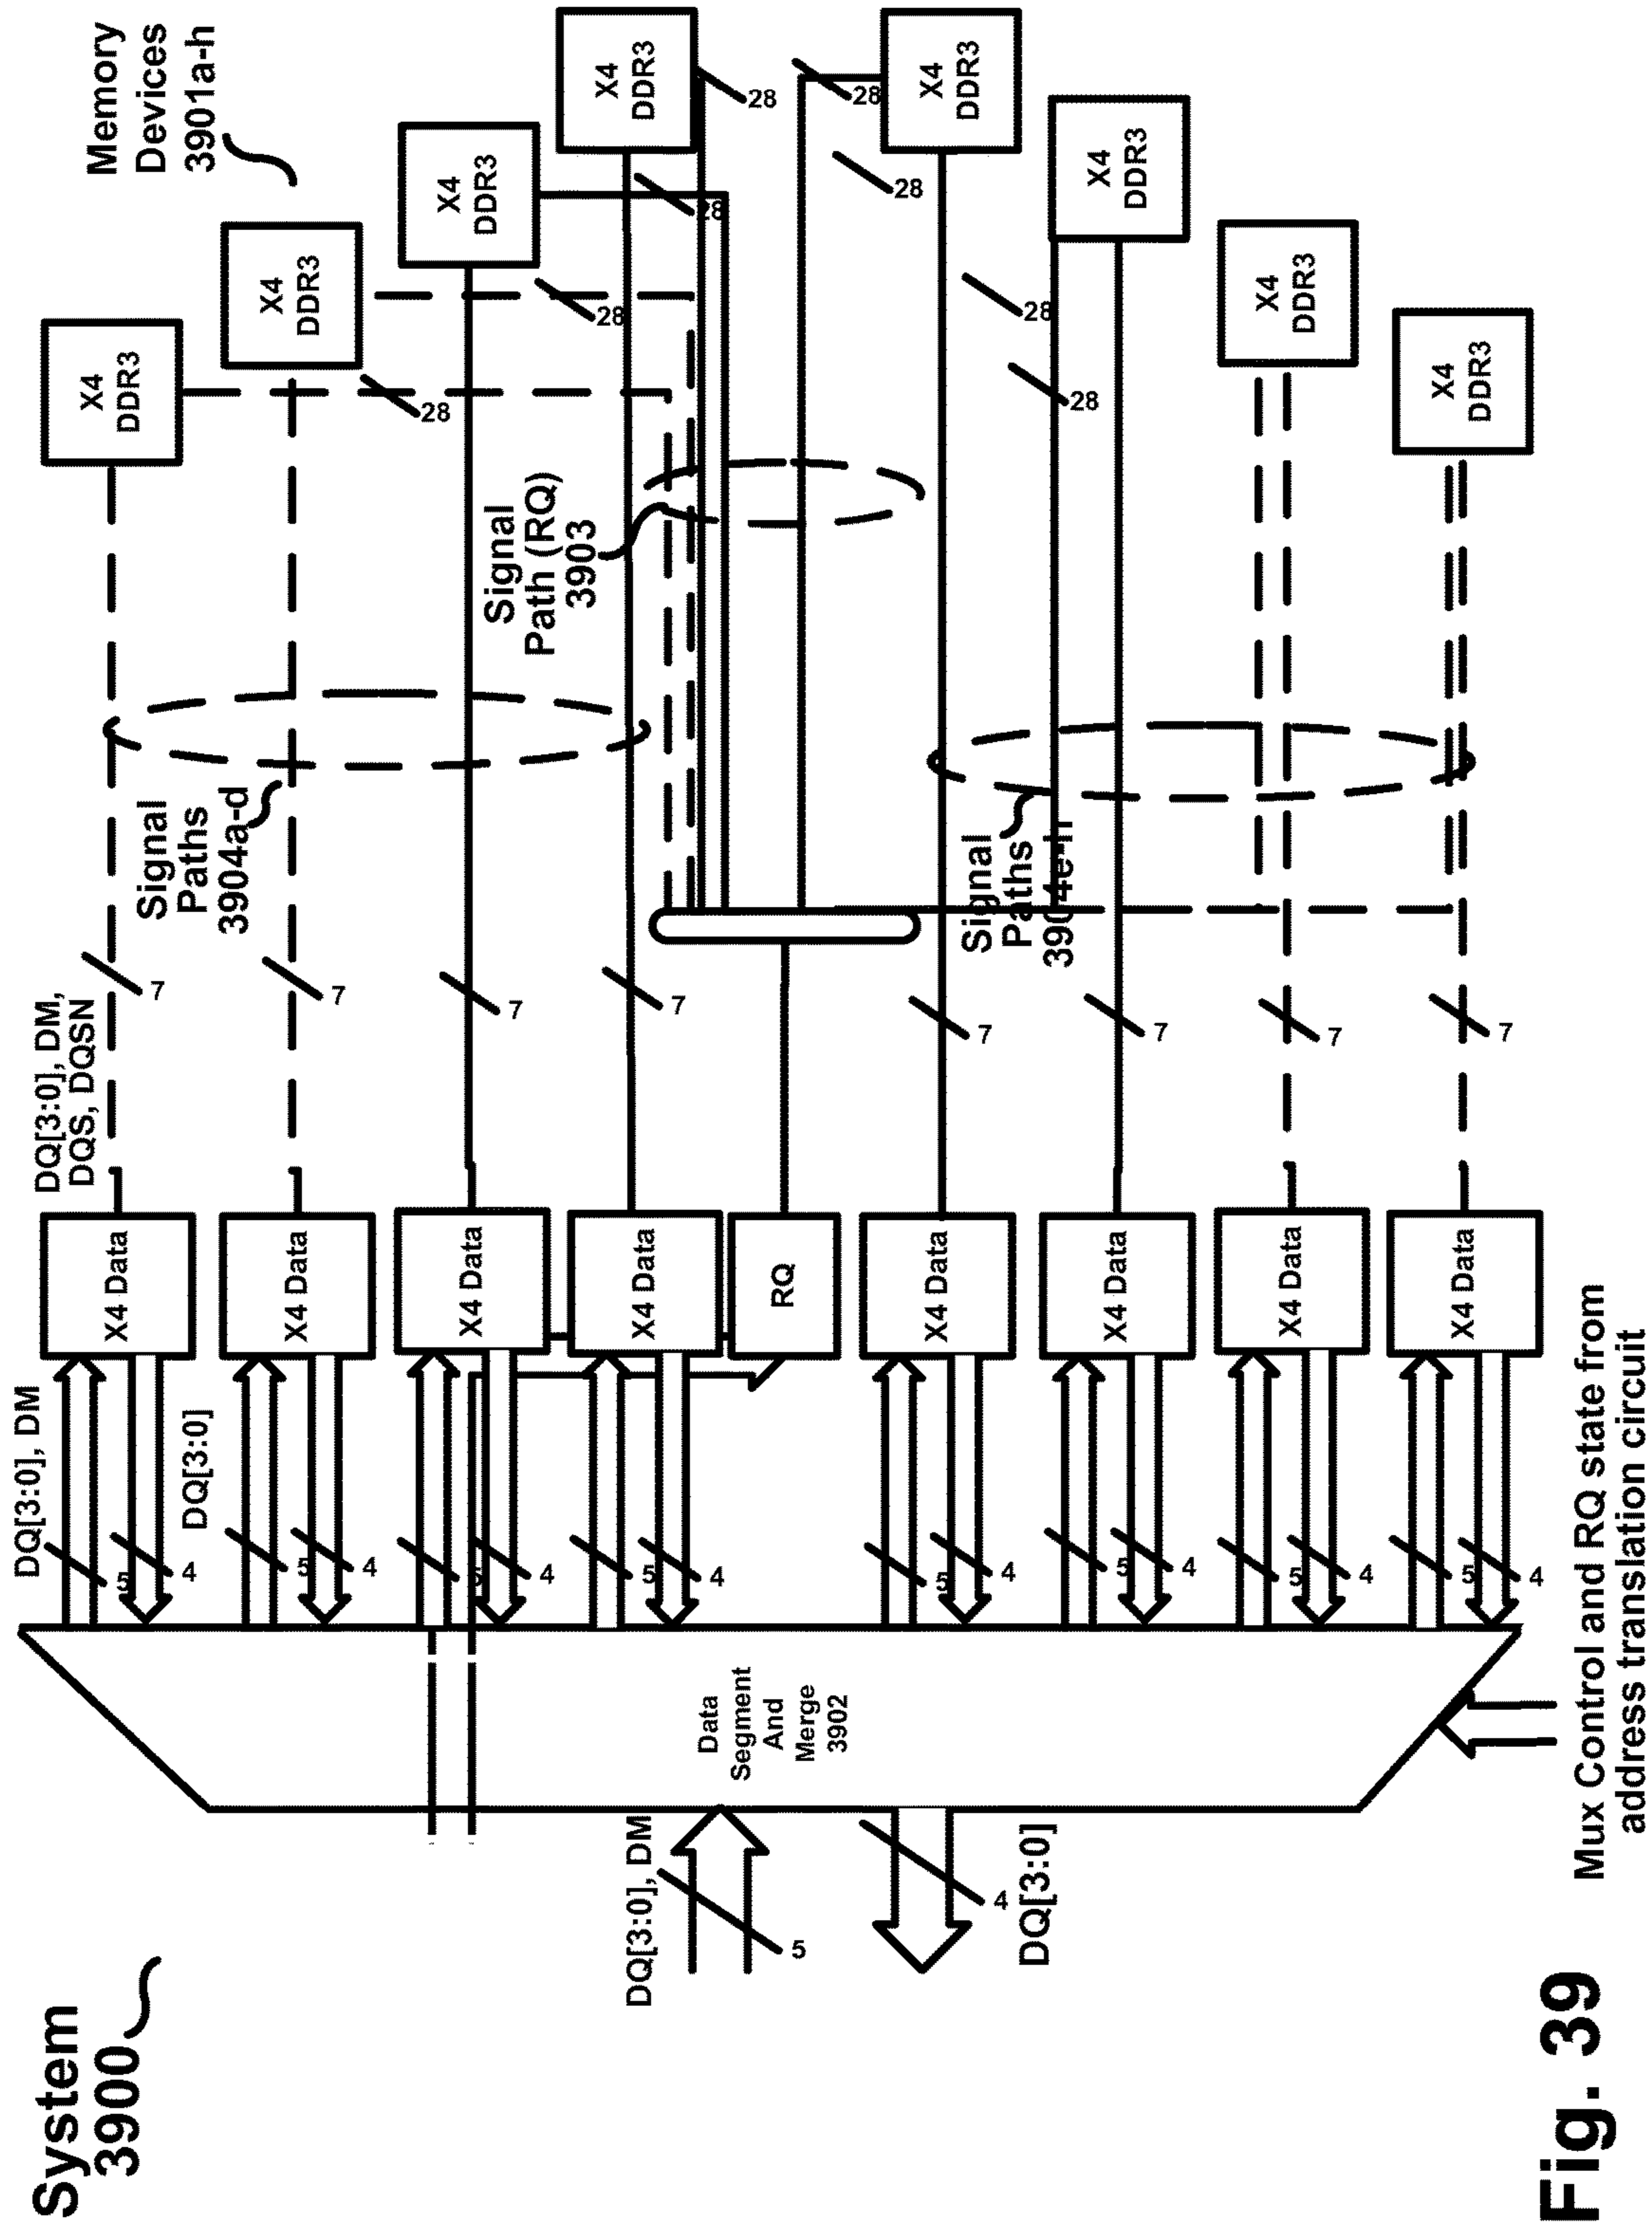 System
3900
Memory
Devices
3901a-h
X4
DDR3
X4
DDR3
X4
DDR3
X4
DDR3
X4
DDR3
X4
DDR3
X4
DDR3
X4
DDR3
28
28
28
28
28
28
28
28
Signal
Path (RQ)
3903
Signal
Paths
3904a-d
Signal
Paths
3904e-h
DQ[3:0], DM,
DQS, DQSN
7
7
7
7
7
7
7
7
X4 Data
X4 Data
X4 Data
X4 Data
RQ
X4 Data
X4 Data
X4 Data
X4 Data
DQ[3:0], DM
DQ[3:0]
5
4
5
4
5
4
5
4
5
4
5
4
5
4
5
4
Data
Segment
And
Merge
3902
DQ[3:0], DM
5
4
DQ[3:0]
Mux Control and RQ state from
address translation circuit
Fig. 39